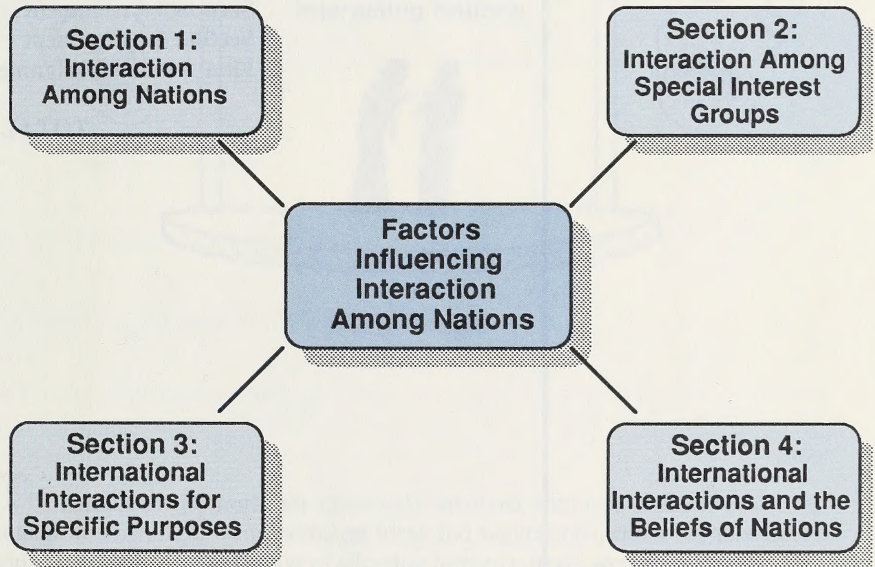 Section 1:
Interaction
Among Nations
Section 2:
Interaction Among
Special Interest
Groups
Factors
Influencing
Interaction
Among Nations
Section 3:
International
Interactions for
Specific Purposes
Section 4:
International
Interactions and the
Beliefs of Nations